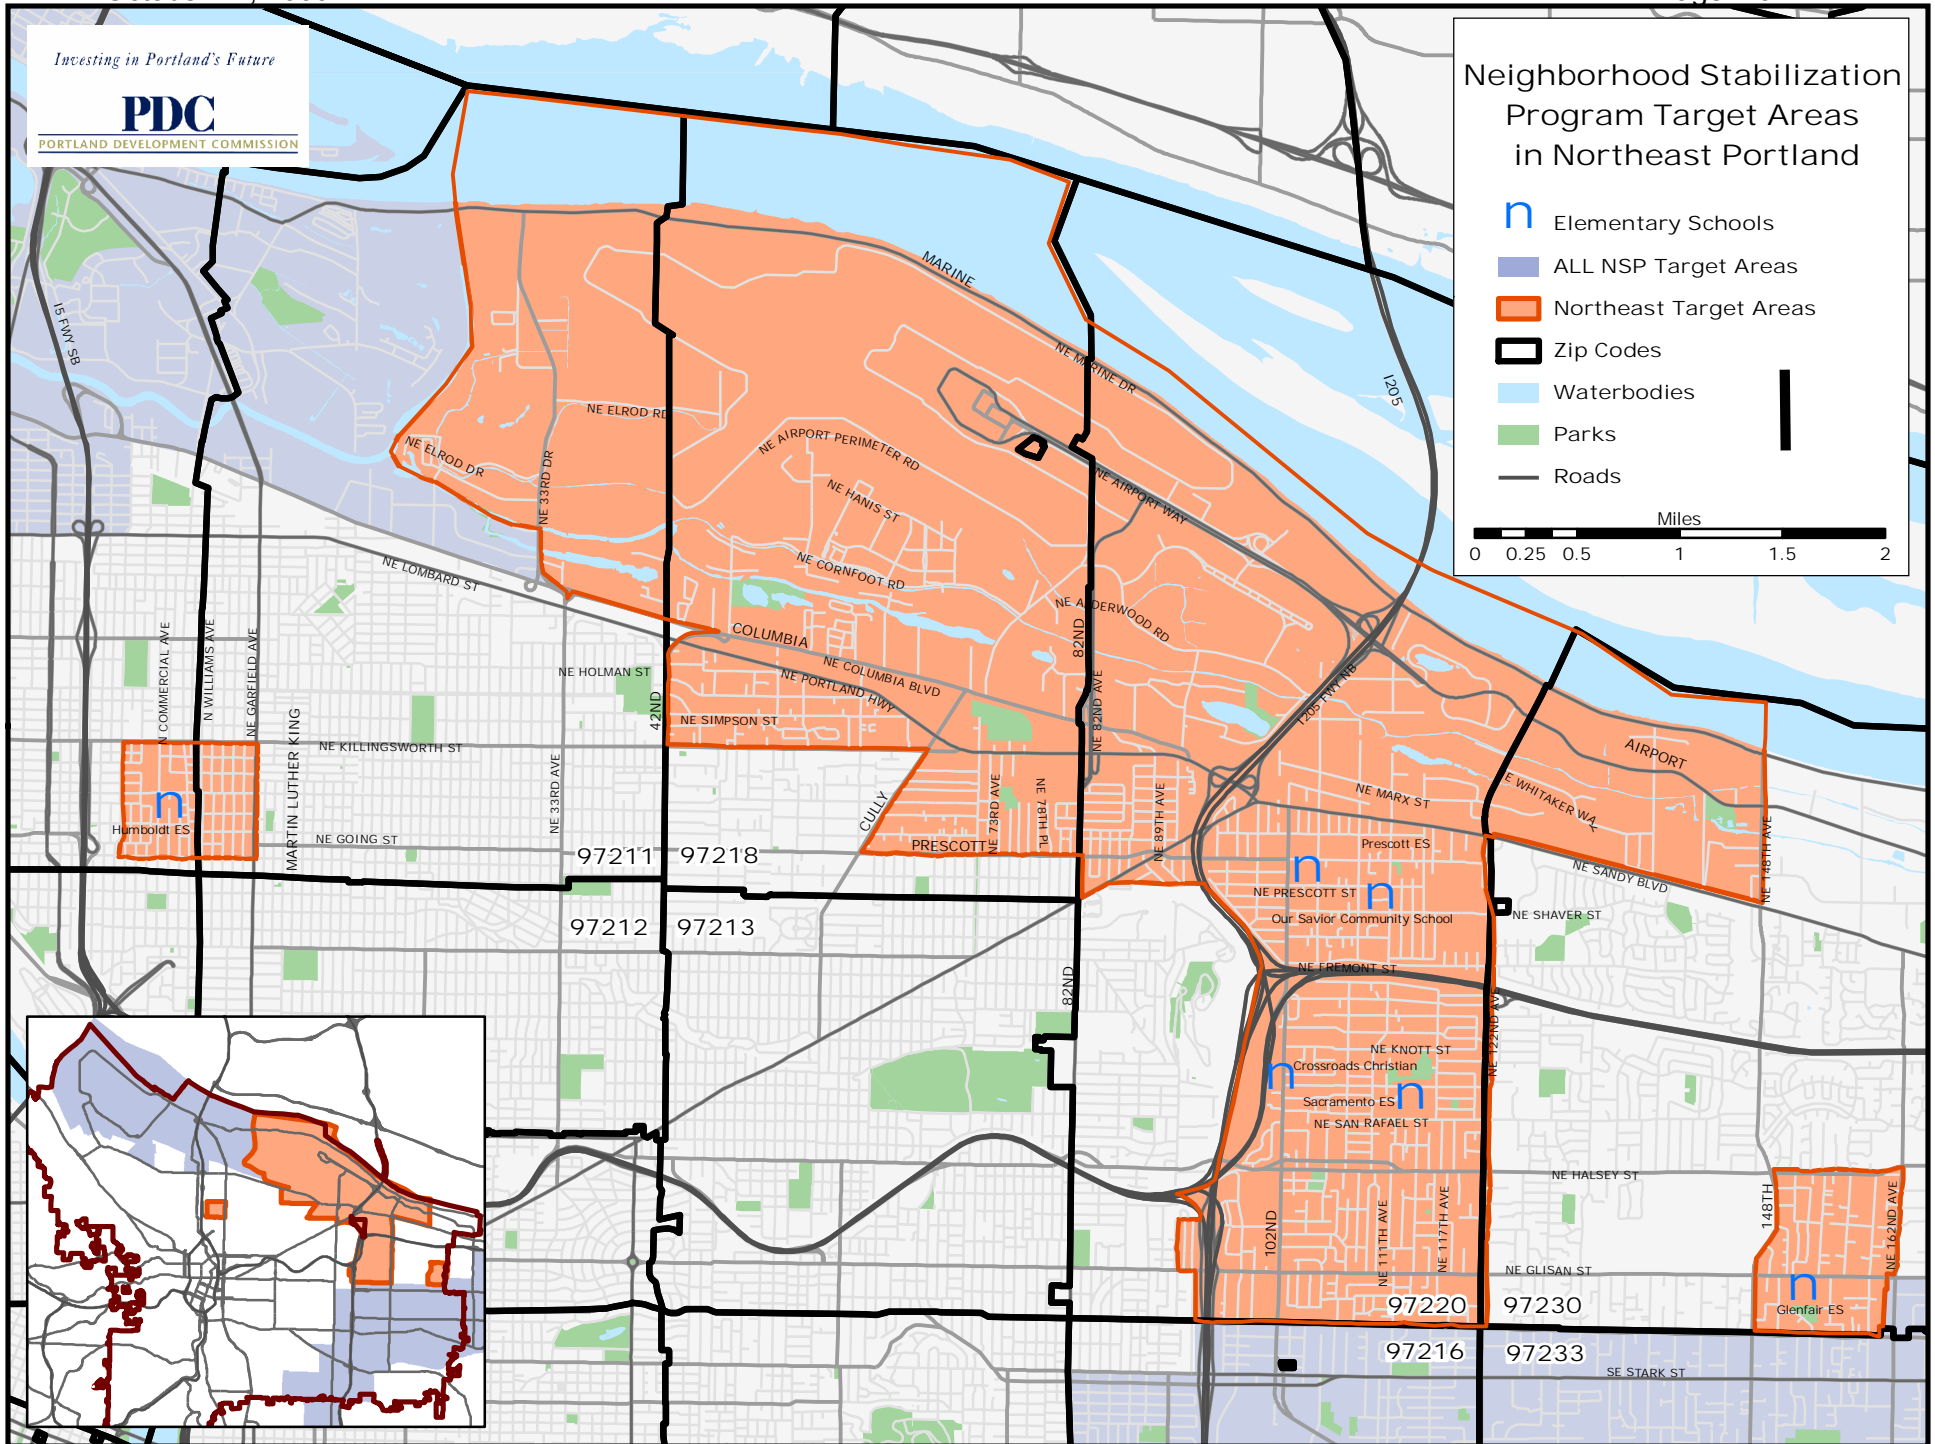 Investing in Portland's Future
PDC
PORTLAND DEVELOPMENT COMMISSION
Neighborhood Stabilization
Program Target Areas
in Northeast Portland
n Elementary Schools
ALL NSP Target Areas
Northeast Target Areas
Zip Codes
Waterbodies
Parks
Roads
Miles
0 0.25 0.5 1 1.5 2
MARINE
I5 FWY SB
NE MARINE DR
I205
NE ELROD RD
NE ELROD DR
NE AIRPORT PERIMETER RD
NE 33RD DR
NE HANIS ST
NE AIRPORT WAY
NE LOMBARD ST
NE CORNFOOT RD
NE ALDERWOOD RD
COLUMBIA
82ND
N COMMERCIAL AVE
N WILLIAMS AVE
NE GARFIELD AVE
NE HOLMAN ST
NE COLUMBIA BLVD
NE PORTLAND HWY
NE 82ND AVE
I205 FWY NB
42ND
NE SIMPSON ST
MARTIN LUTHER KING
NE KILLINGSWORTH ST
AIRPORT
NE 33RD AVE
NE 73RD AVE
NE 78TH PL
NE 89TH AVE
NE MARX ST
E WHITAKER WAY
n
Humboldt ES
CULLY
NE GOING ST
PRESCOTT
Prescott ES
n
NE 148TH AVE
97211 97218
NE PRESCOTT ST
n
NE SANDY BLVD
97212 97213
Our Savior Community School
NE SHAVER ST
82ND
NE FREMONT ST
NE 122ND AVE
NE KNOTT ST
n
Crossroads Christian
Sacramento ES
n
NE SAN RAFAEL ST
NE HALSEY ST
102ND
NE 111TH AVE
NE 117TH AVE
148TH
NE 162ND AVE
NE GLISAN ST
n
Glenfair ES
97220 97230
97216 97233
SE STARK ST